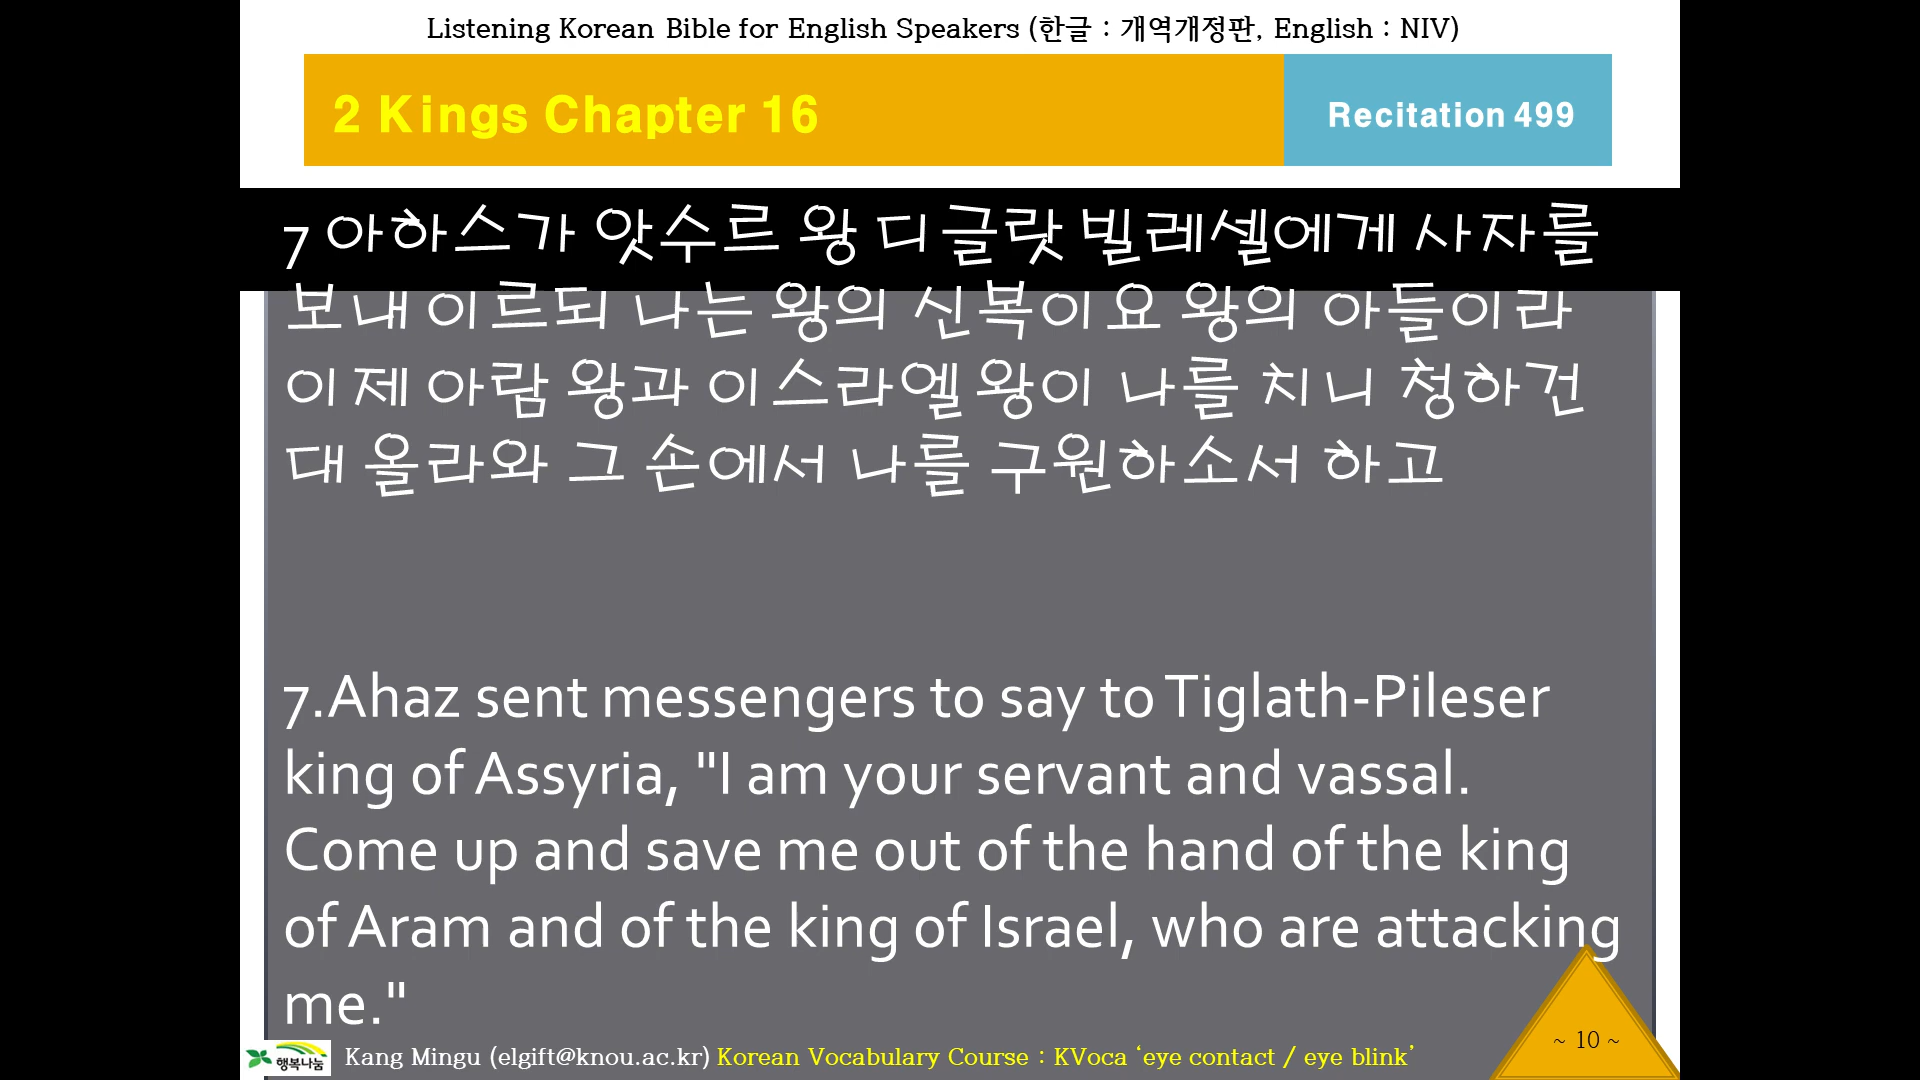 Listening Korean Bible for English Speakers (한글 : 개역개정판, English : NIV)
2 Kings Chapter 16
Recitation 499
7 아하스가 앗수르 왕 디글랏 빌레셀에게 사자를
보내 이르되 나는 왕의 신복이요 왕의 아들이라
이제 아람 왕과 이스라엘 왕이 나를 치니 청하건
대 올라와 그 손에서 나를 구원하소서 하고
7.Ahaz sent messengers to say to Tiglath-Pileser
king of Assyria, "I am your servant and vassal.
Come up and save me out of the hand of the king
of Aram and of the king of Israel, who are attacking
me."
~ 10 ~
행복나눔
Kang Mingu (elgift@knou.ac.kr) Korean Vocabulary Course : KVoca ‘eye contact / eye blink’